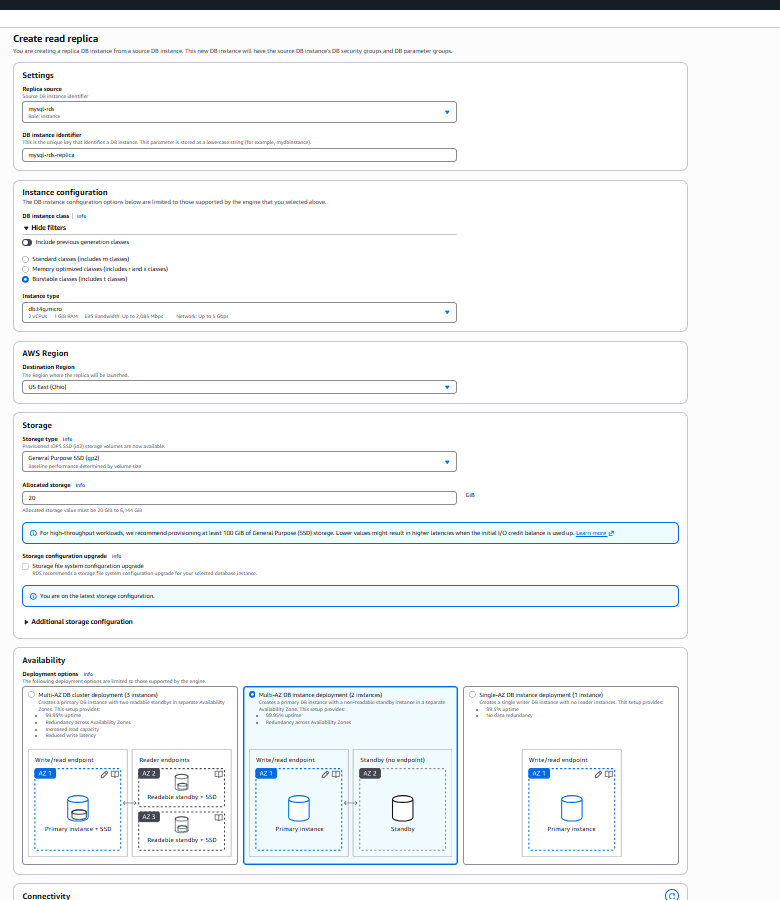 Create read replica
You are creating a replica DB instance from a source DB instance. This new DB instance will have the source DB instance's DB security groups and DB parameter groups.
Settings
Replica source
Source DB instance identifier
mysql-rds
Role: Instance
DB instance identifier
This is the unique key that identifies a DB instance. This parameter is stored as a lowercase string (for example, mydbinstance).
mysql-rds-replica
Instance configuration
The DB instance configuration options below are limited to those supported by the engine that you selected above.
DB instance class | Info
Hide filters
Include previous generation classes
Standard classes (includes m classes)
Memory optimized classes (includes r and x classes)
Burstable classes (includes t classes)
Instance type
db.t4g.micro
2 vCPUs 1 GiB RAM EBS Bandwidth: Up to 2,085 Mbps Network: Up to 5 Gbps
AWS Region
Destination Region
The Region where the replica will be launched.
US East (Ohio)
Storage
Storage type Info
Provisioned IOPS SSD (io2) storage volumes are now available.
General Purpose SSD (gp2)
Baseline performance determined by volume size
Allocated storage Info
20
GiB
Allocated storage value must be 20 GiB to 6,144 GiB
For high-throughput workloads, we recommend provisioning at least 100 GiB of General Purpose (SSD) storage. Lower values might result in higher latencies when the initial I/O credit balance is used up. Learn more
Storage configuration upgrade Info
Storage file system configuration upgrade
RDS recommends a storage file system configuration upgrade for your selected database instance.
You are on the latest storage configuration.
Additional storage configuration
Availability
Deployment options Info
The following deployment options are limited to those supported by the engine.
Multi-AZ DB cluster deployment (3 instances)
Creates a primary DB instance with two readable standbys in separate Availability
Zones. This setup provides:
• 99.95% uptime
• Redundancy across Availability Zones
• Increased read capacity
• Reduced write latency
Write/read endpoint
Reader endpoints
AZ 1
AZ 2
Readable standby + SSD
Primary instance + SSD
AZ 3
Readable standby + SSD
Multi-AZ DB instance deployment (2 instances)
Creates a primary DB instance with a non-readable standby instance in a separate
Availability Zone. This setup provides:
• 99.95% uptime
• Redundancy across Availability Zones
Write/read endpoint
Standby (no endpoint)
AZ 1
AZ 2
Primary instance
Standby
Single-AZ DB instance deployment (1 instance)
Creates a single writer DB instance with no reader instances. This setup provides:
• 99.5% uptime
• No data redundancy
Write/read endpoint
AZ 1
Primary instance
Connectivity